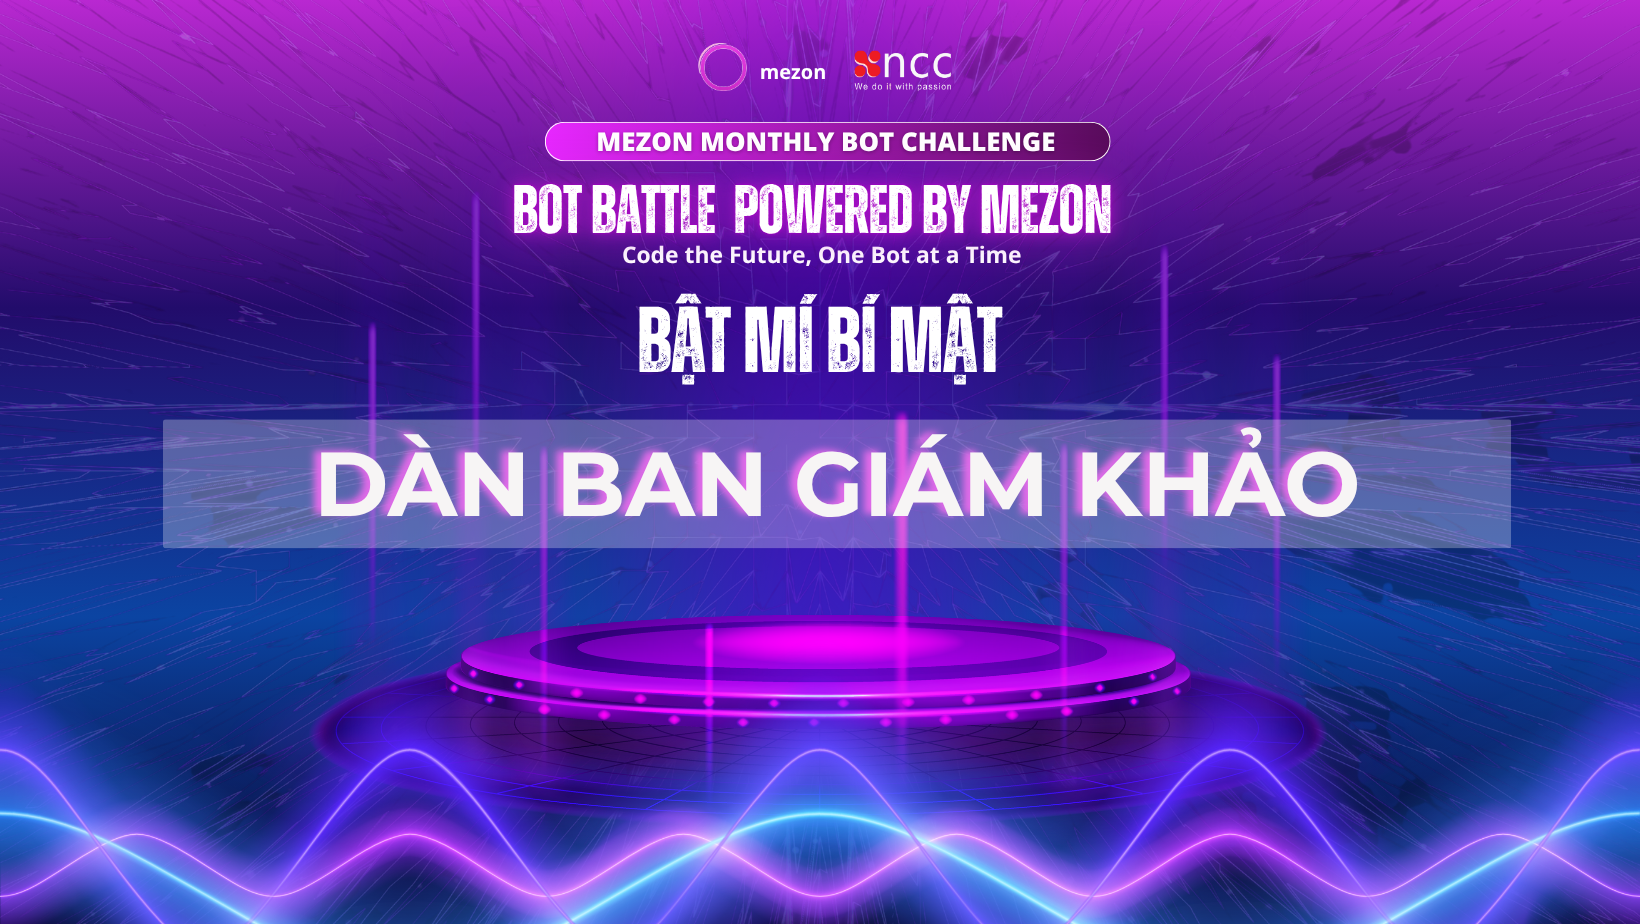 mezon
ncc
We do it with passion
MEZON MONTHLY BOT CHALLENGE
BOT BATTLE POWERED BY MEZON
Code the Future, One Bot at a Time
BẬT MÍ BÍ MẬT
DÀN BAN GIÁM KHẢO